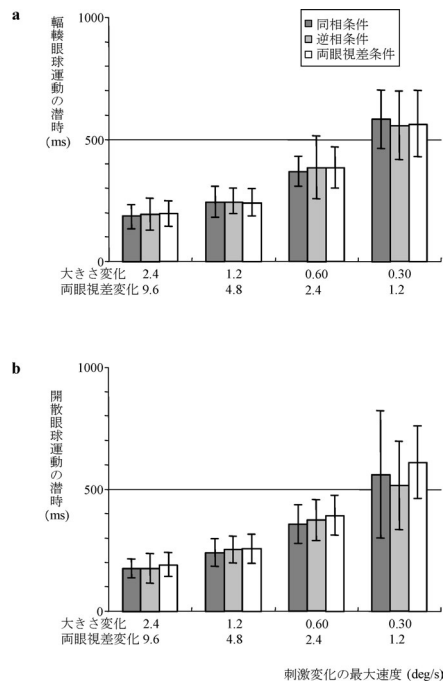 a
1000
500
0
輻輳眼球運動の潜時
(ms)
同相条件
逆相条件
両眼視差条件
大きさ変化 2.4 1.2 0.60 0.30
両眼視差変化 9.6 4.8 2.4 1.2
b
1000
500
0
開散眼球運動の潜時
(ms)
大きさ変化 2.4 1.2 0.60 0.30
両眼視差変化 9.6 4.8 2.4 1.2
刺激変化の最大速度 (deg/s)